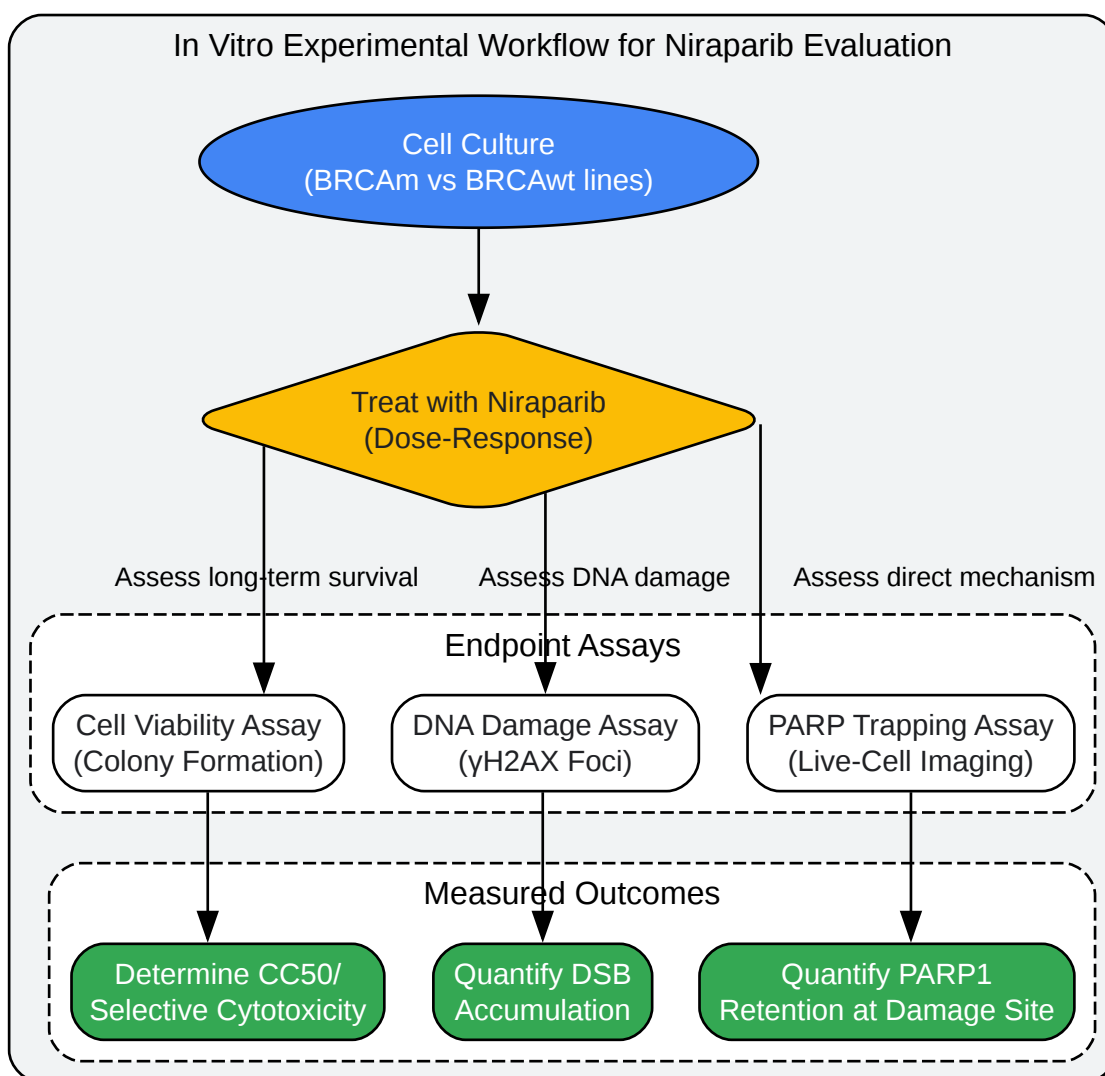 In Vitro Experimental Workflow for Niraparib Evaluation
Cell Culture
(BRCAm vs BRCAwt lines)
Treat with Niraparib
(Dose-Response)
Assess long-term survival
Assess DNA damage
Assess direct mechanism
Endpoint Assays
Cell Viability Assay
(Colony Formation)
DNA Damage Assay
(γH2AX Foci)
PARP Trapping Assay
(Live-Cell Imaging)
Measured Outcomes
Determine CC50/
Selective Cytotoxicity
Quantify DSB
Accumulation
Quantify PARP1
Retention at Damage Site